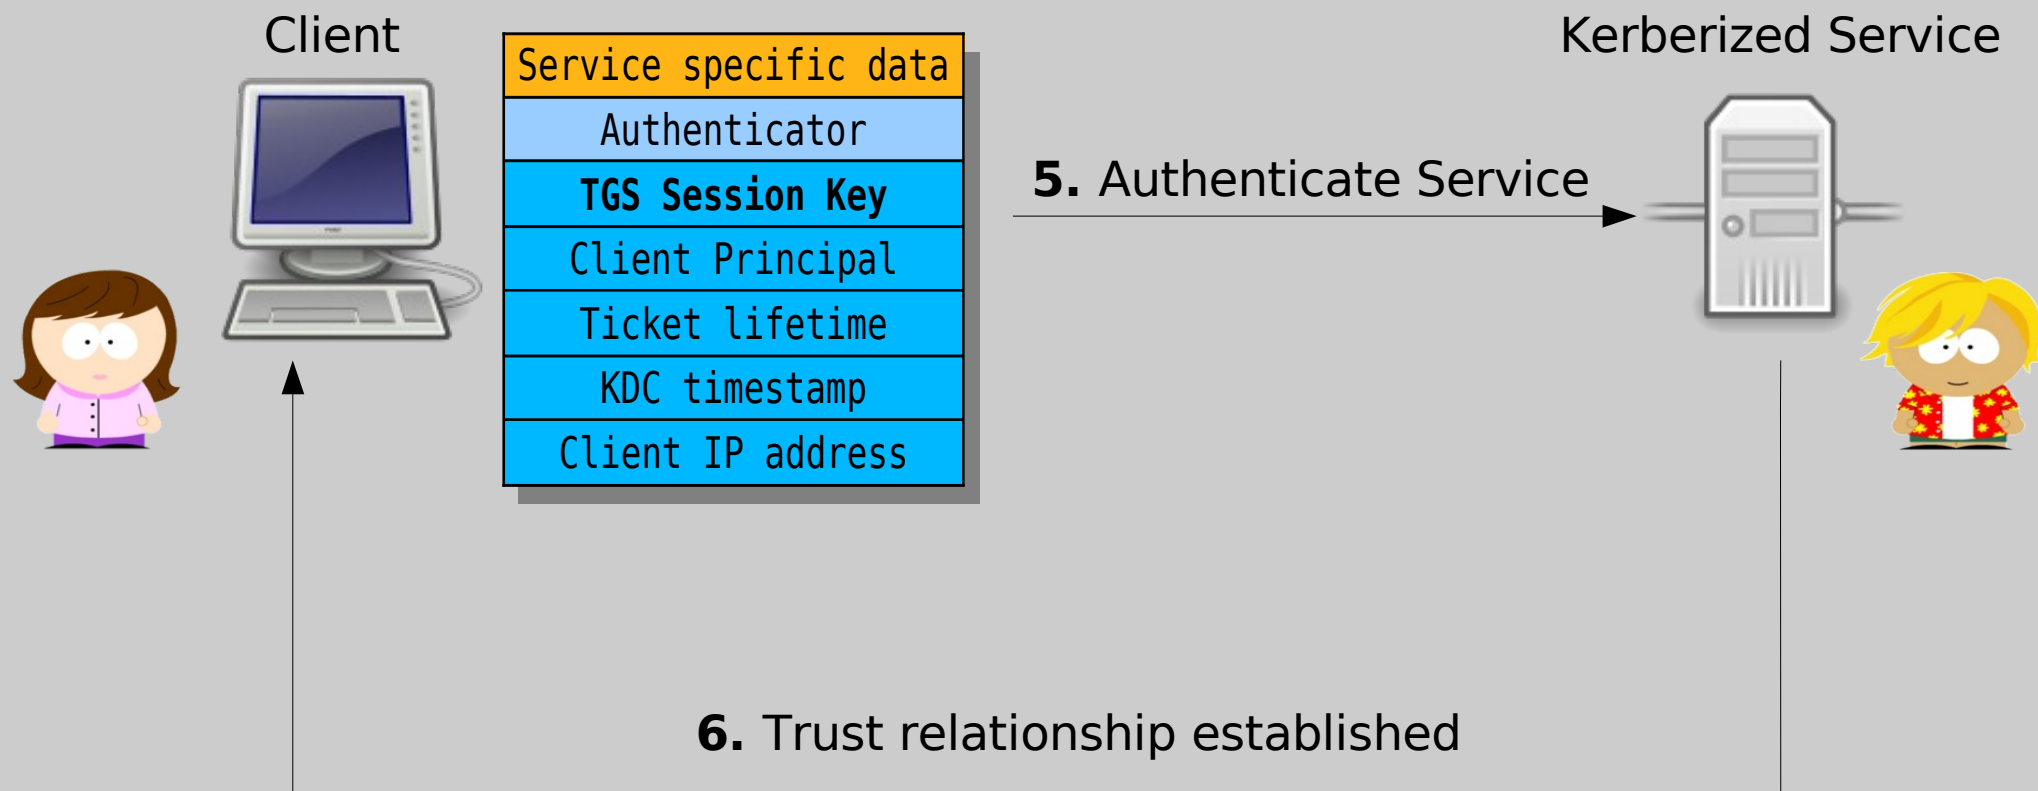 Client
Kerberized Service
Service specific data
Authenticator
TGS Session Key
Client Principal
Ticket lifetime
KDC timestamp
Client IP address
5. Authenticate Service
6. Trust relationship established